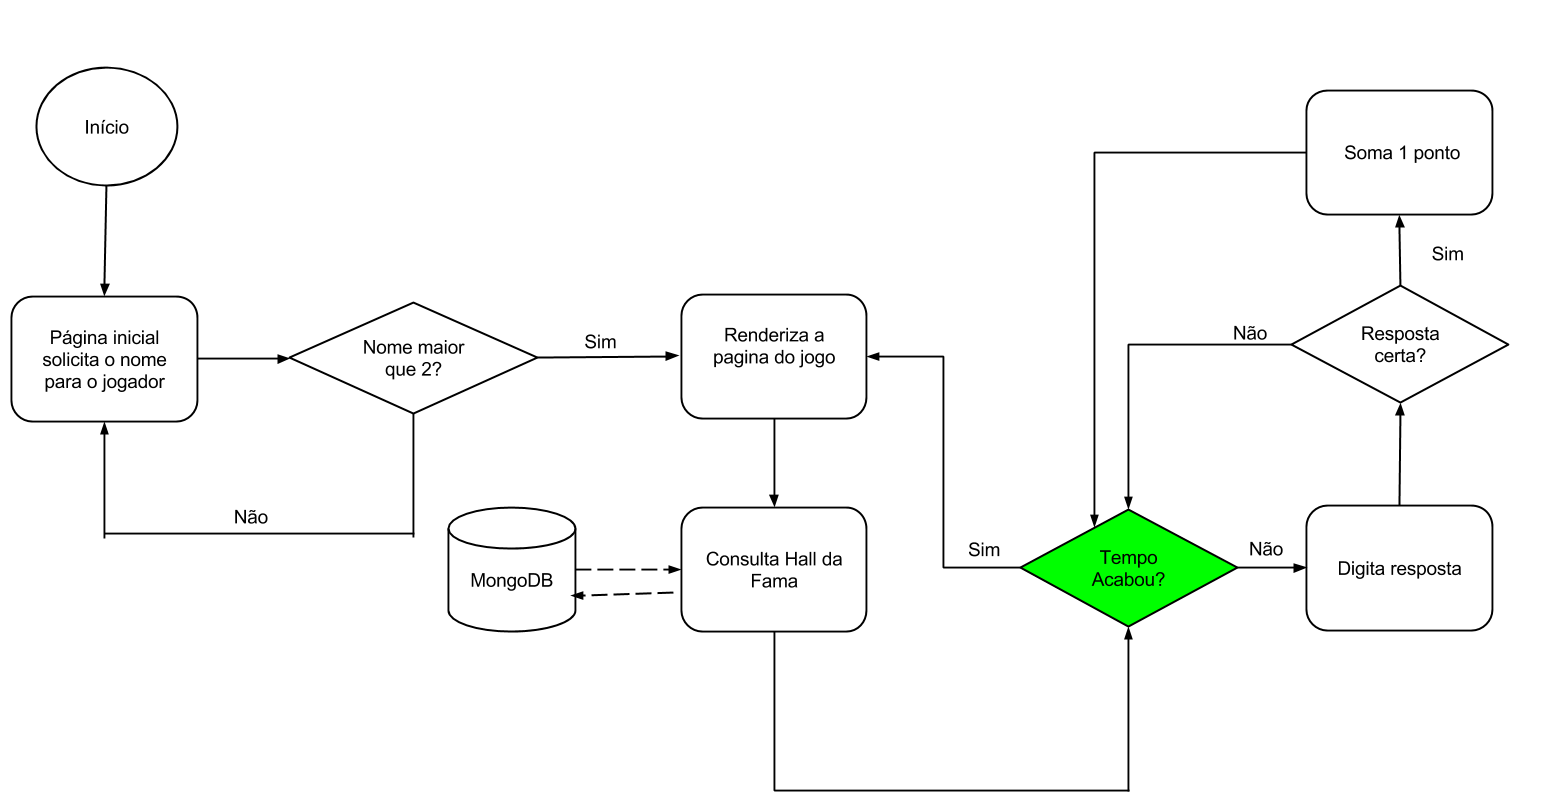 Início
Página inicial
solicita o nome
para o jogador
Nome maior
que 2?
Sim
Não
Renderiza a
pagina do jogo
MongoDB
Consulta Hall da
Fama
Sim
Tempo
Acabou?
Não
Digita resposta
Resposta
certa?
Não
Sim
Soma 1 ponto